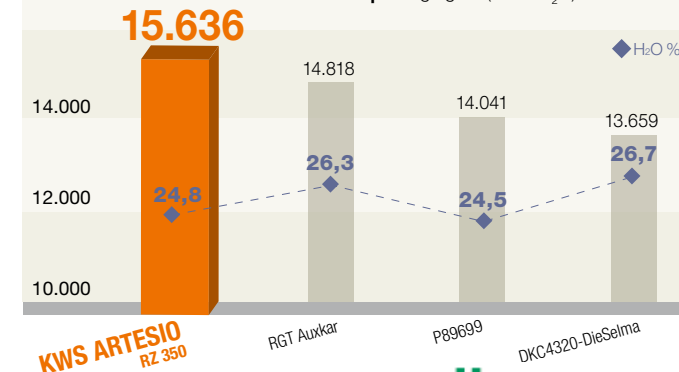 15.636
H₂O %
14.818
14.041
14.000
13.659
26,3
26,7
24,8
24,5
12.000
10.000
KWS ARTESIO
RZ 350
RGT Auxkar
P89699
DKC4320-DieSelma